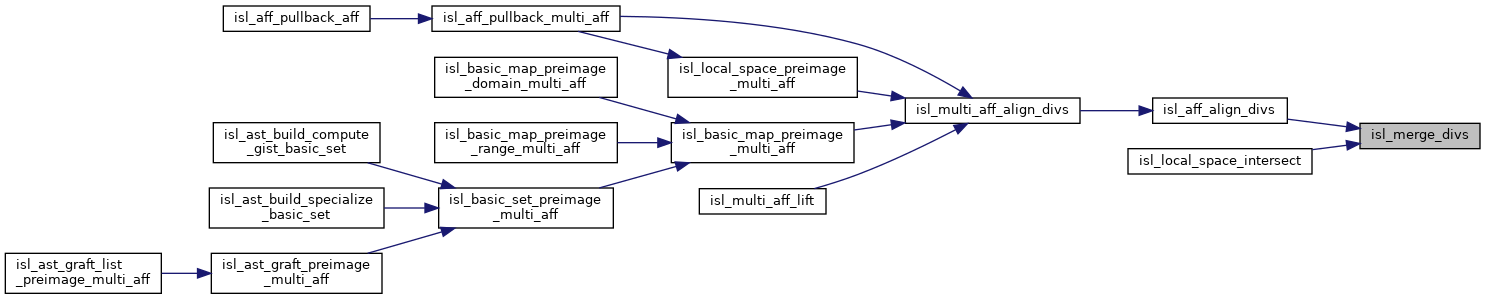 isl_aff_pullback_aff
isl_aff_pullback_multi_aff
isl_basic_map_preimage
_domain_multi_aff
isl_local_space_preimage
_multi_aff
isl_multi_aff_align_divs
isl_aff_align_divs
isl_merge_divs
isl_ast_build_compute
_gist_basic_set
isl_basic_map_preimage
_range_multi_aff
isl_basic_map_preimage
_multi_aff
isl_local_space_intersect
isl_ast_build_specialize
_basic_set
isl_basic_set_preimage
_multi_aff
isl_multi_aff_lift
isl_ast_graft_list
_preimage_multi_aff
isl_ast_graft_preimage
_multi_aff